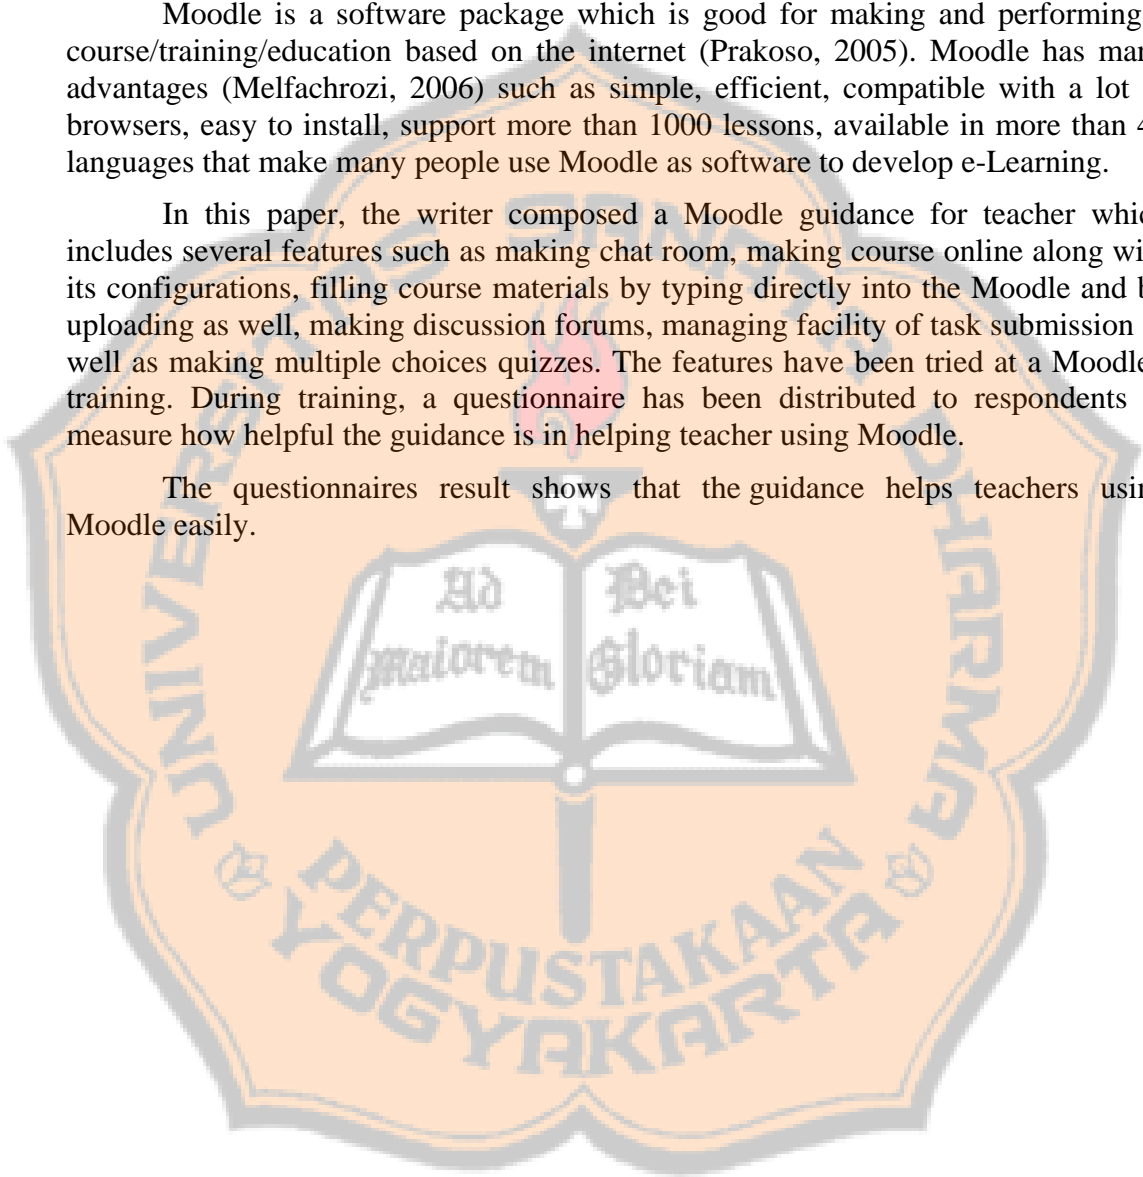 Moodle is a software package which is good for making and performing
course/training/education based on the internet (Prakoso, 2005). Moodle has
advantages (Melfachrozi, 2006) such as simple, efficient, compatible with a lot
browsers, easy to install, support more than 1000 lessons, available in more than
languages that make many people use Moodle as software to develop e-Learning.
In this paper, the writer composed a Moodle guidance for teacher
includes several features such as making chat room, making course online along
its configurations, filling course materials by typing directly into the Moodle and
uploading as well, making discussion forums, managing facility of task submission
well as making multiple choices quizzes. The features have been tried at a Moodle
training. During training, a questionnaire has been distributed to respondents
measure how helpful the guidance is in helping teacher using Moodle.
The questionnaires result shows that the guidance helps teachers
Moodle easily.
UNIVERSITAS SANATA DHARMA
Ad Dei
maiorem Gloriam
PERPUSTAKAAN
YOGYAKARTA